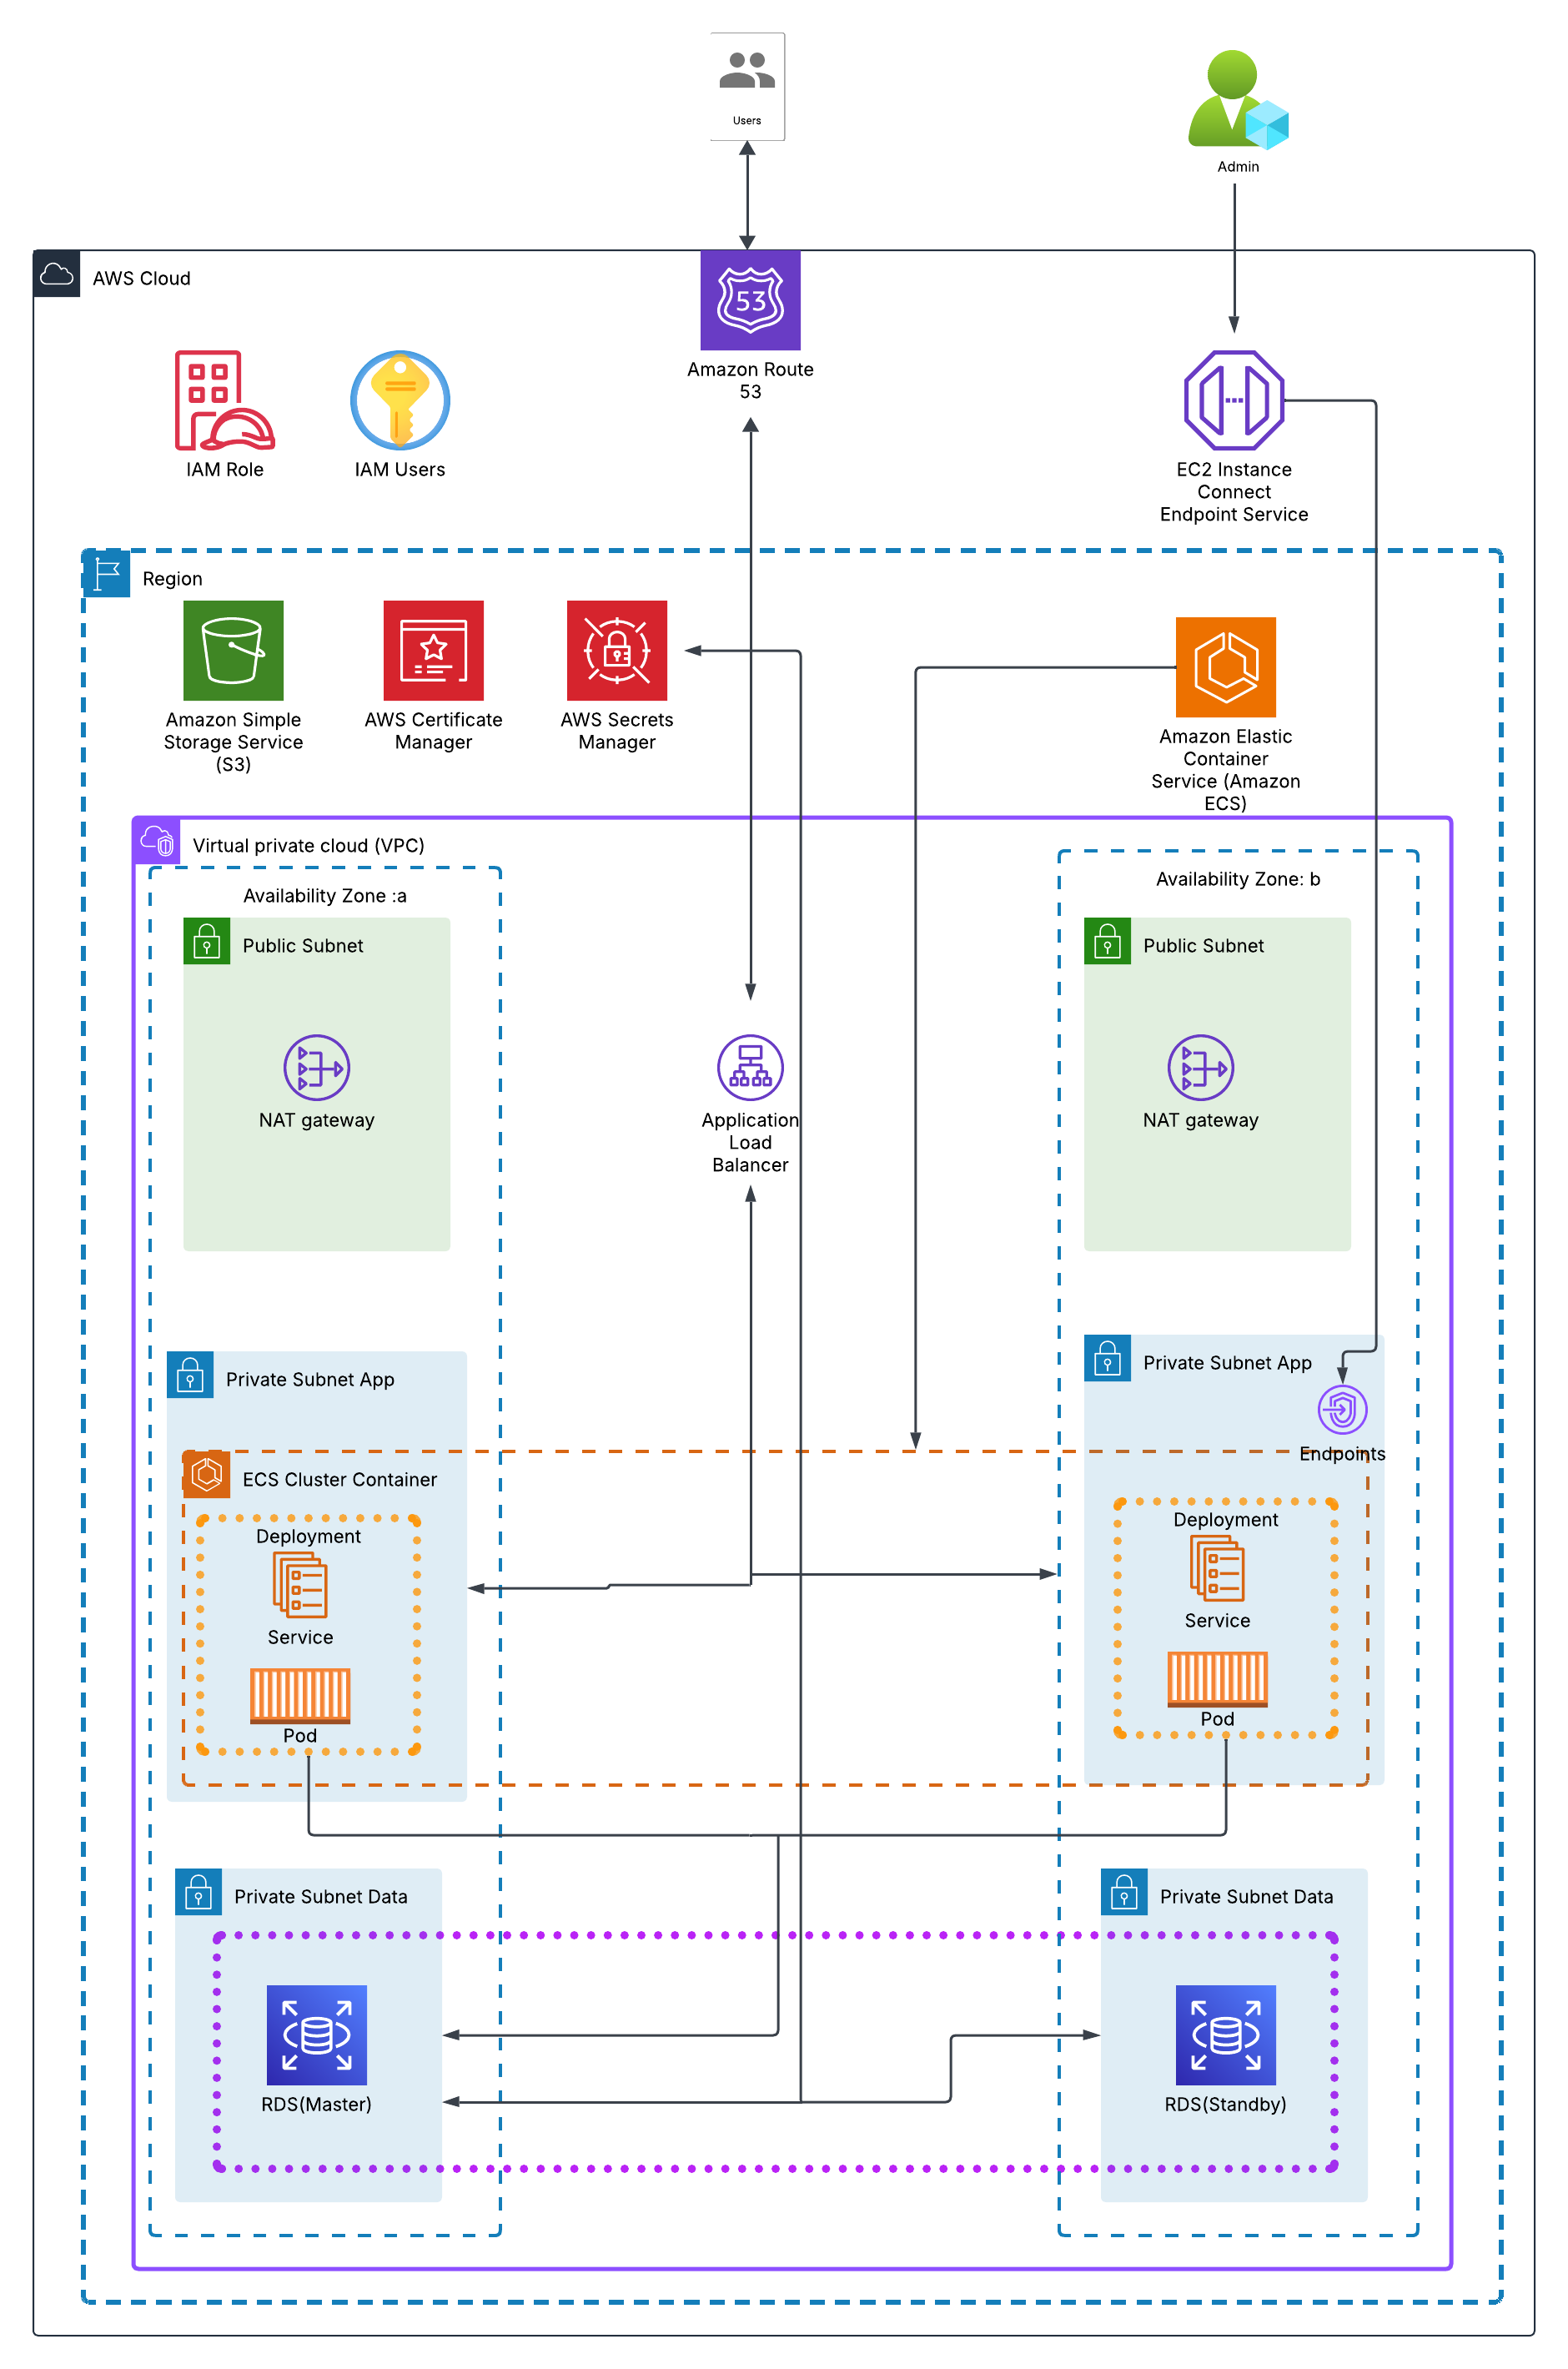 Users
Admin
AWS Cloud
53
Amazon Route
53
IAM Role
IAM Users
EC2 Instance
Connect
Endpoint Service
Region
Amazon Simple
Storage Service
(S3)
AWS Certificate
Manager
AWS Secrets
Manager
Amazon Elastic
Container
Service (Amazon
ECS)
Virtual private cloud (VPC)
Availability Zone :a
Availability Zone: b
Public Subnet
Public Subnet
NAT gateway
Application
Load
Balancer
NAT gateway
Private Subnet App
Private Subnet App
Endpoints
ECS Cluster Container
Deployment
Service
Pod
Deployment
Service
Pod
Private Subnet Data
Private Subnet Data
RDS(Master)
RDS(Standby)